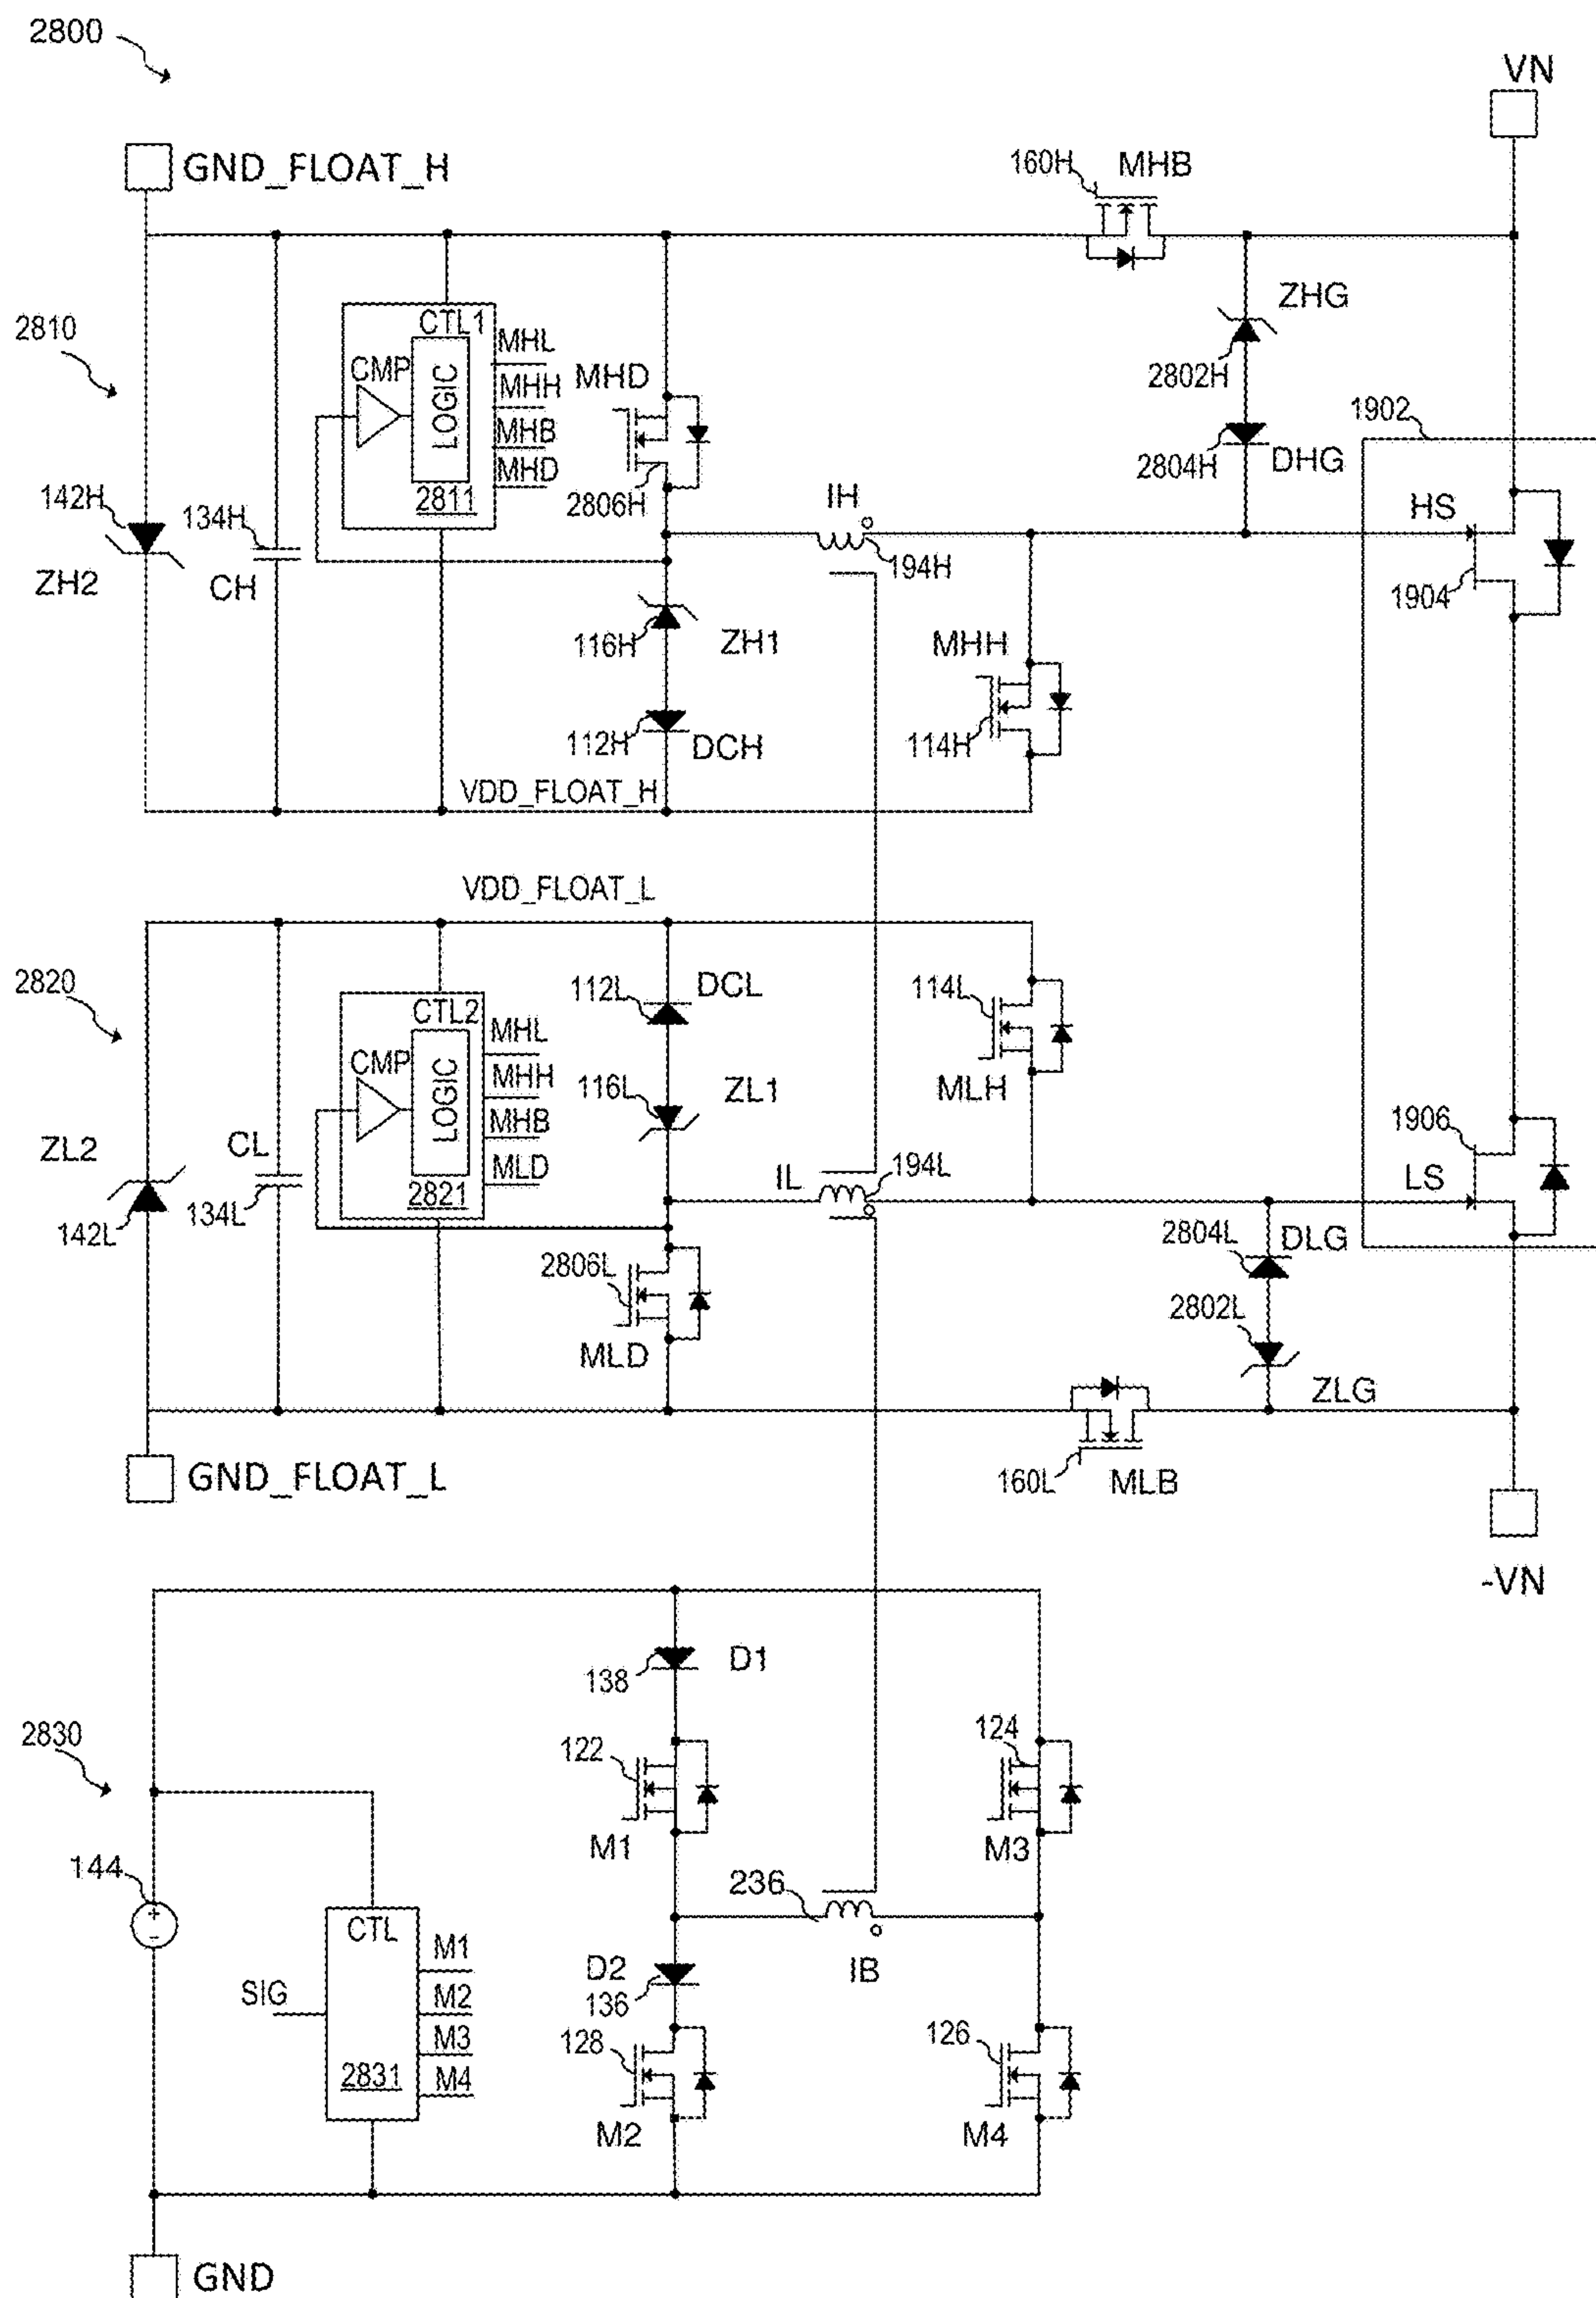 2800
VN
GND_FLOAT_H
160H
MHB
ZHG
2810
CTL1
CMP
LOGIC
2811
MHL
MHH
MHB
MHD
MHD
2806H
2802H
1902
2804H
DHG
142H
134H
IH
194H
HS
1904
ZH2
CH
116H
ZH1
MHH
114H
112H
DCH
VDD_FLOAT_H
VDD_FLOAT_L
2820
CTL2
CMP
LOGIC
2821
MHL
MHH
MHB
MLD
112L
DCL
114L
MLH
116L
ZL1
1906
ZL2
CL
142L
134L
IL
194L
LS
2804L
DLG
2806L
MLD
2802L
ZLG
GND_FLOAT_L
160L
MLB
-VN
138
D1
2830
122
M1
124
M3
144
236
IB
CTL
SIG
2831
M1
M2
M3
M4
D2
136
128
M2
126
M4
GND